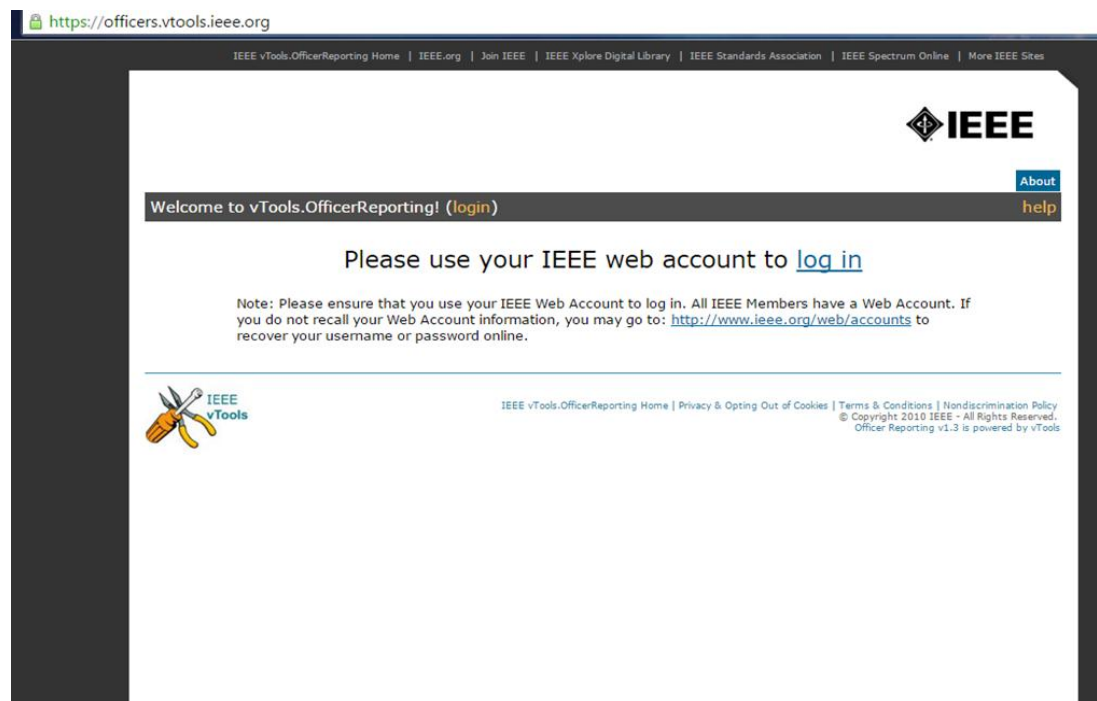 https://officers.vtools.ieee.org
IEEE vTools.OfficerReporting Home | IEEE.org | Join IEEE | IEEE Xplore Digital Library | IEEE Standards Association | IEEE Spectrum Online | More IEEE Sites
IEEE
About
Welcome to vTools.OfficerReporting! (login) help
Please use your IEEE web account to log in
Note: Please ensure that you use your IEEE Web Account to log in. All IEEE Members have a Web Account. If
you do not recall your Web Account information, you may go to: http://www.ieee.org/web/accounts to
recover your username or password online.
IEEE
vTools
IEEE vTools.OfficerReporting Home | Privacy & Opting Out of Cookies | Terms & Conditions | Nondiscrimination Policy
© Copyright 2010 IEEE - All Rights Reserved.
Officer Reporting v1.3 is powered by vTools